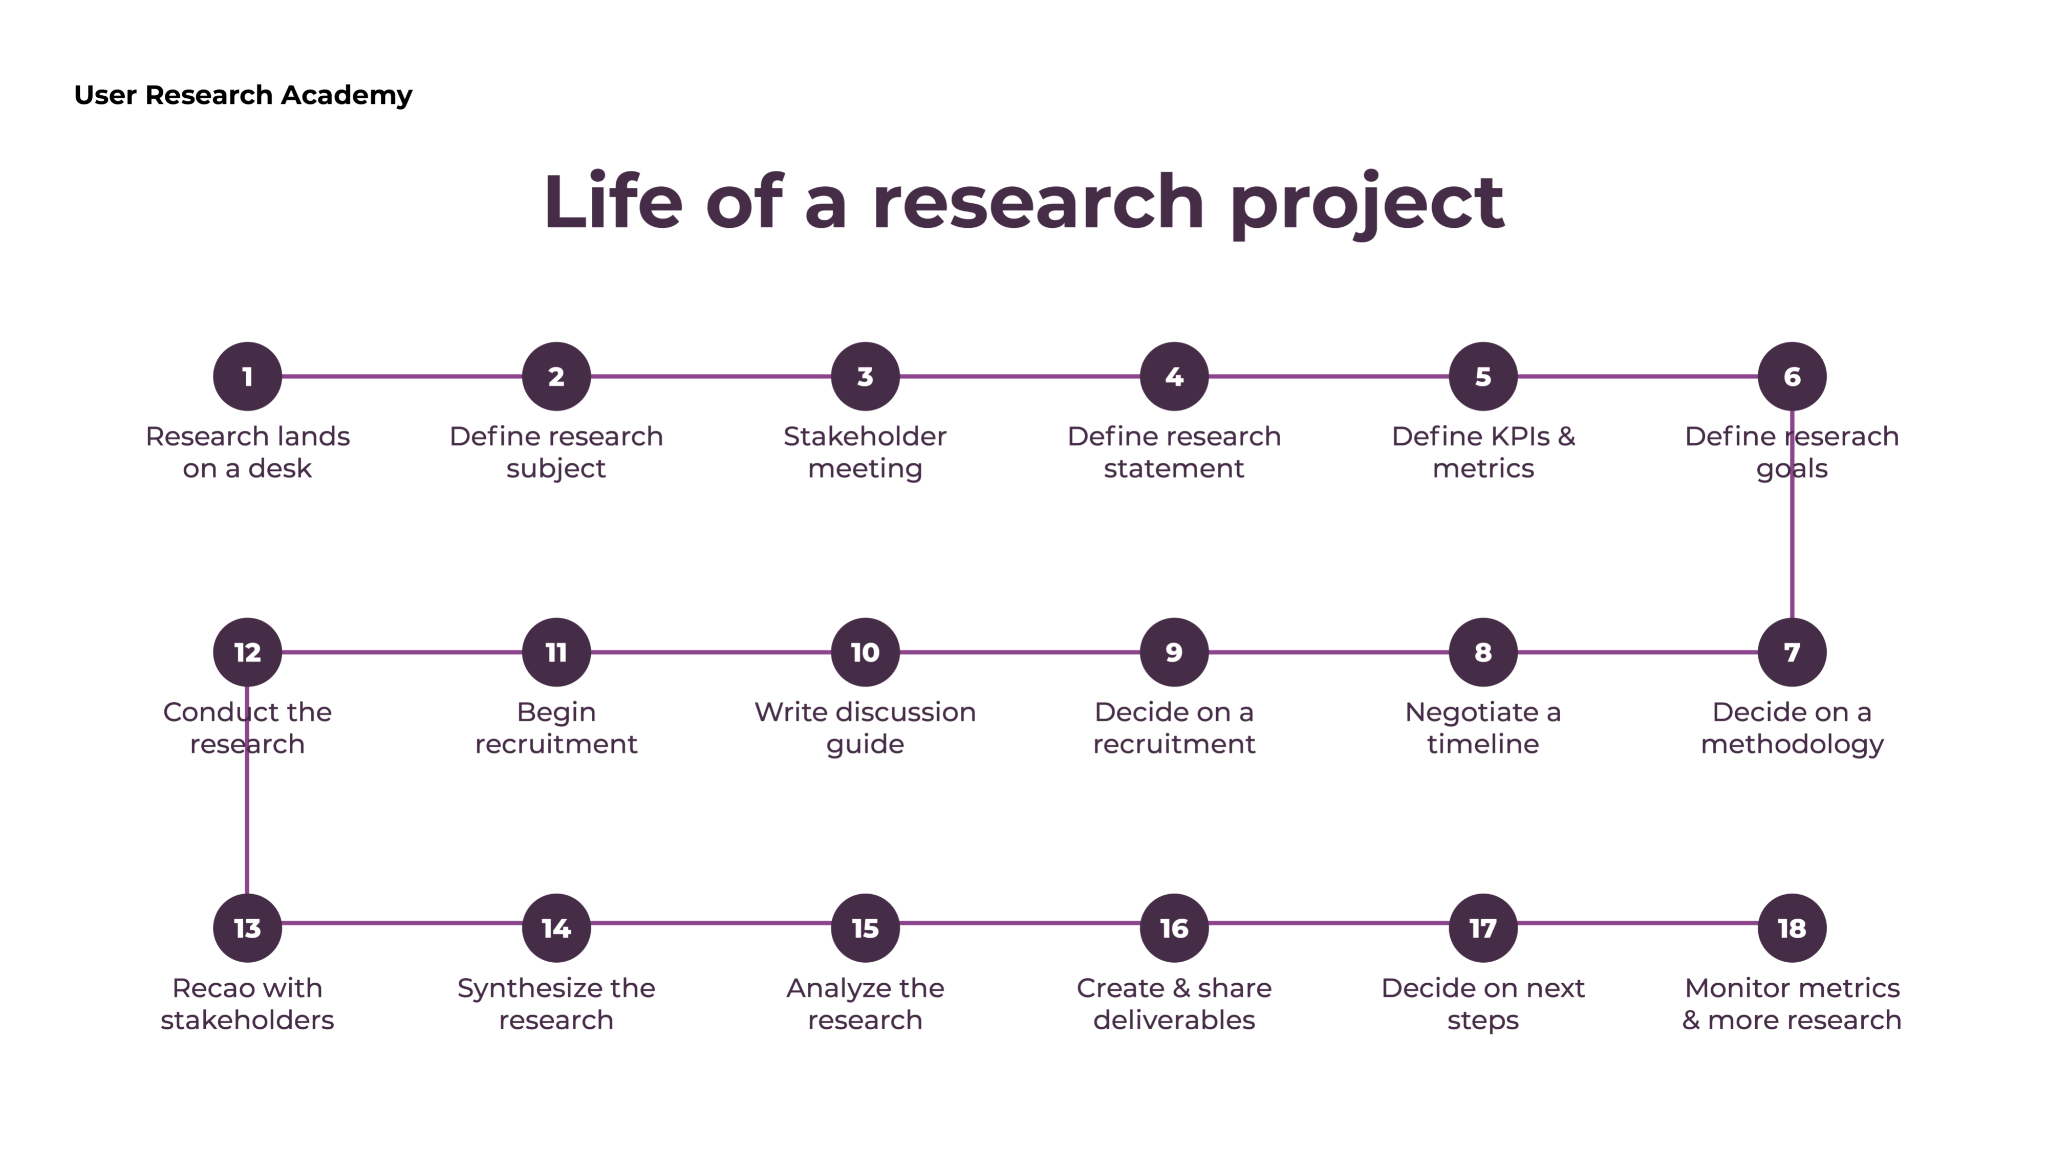 User Research Academy
Life of a research project
1
2
3
4
5
6
Research lands
on a desk
Define research
subject
Stakeholder
meeting
Define research
statement
Define KPIs &
metrics
Define reserach
goals
12
11
10
9
8
7
Conduct the
research
Begin
recruitment
Write discussion
guide
Decide on a
recruitment
Negotiate a
timeline
Decide on a
methodology
13
14
15
16
17
18
Recao with
stakeholders
Synthesize the
research
Analyze the
research
Create & share
deliverables
Decide on next
steps
Monitor metrics
& more research